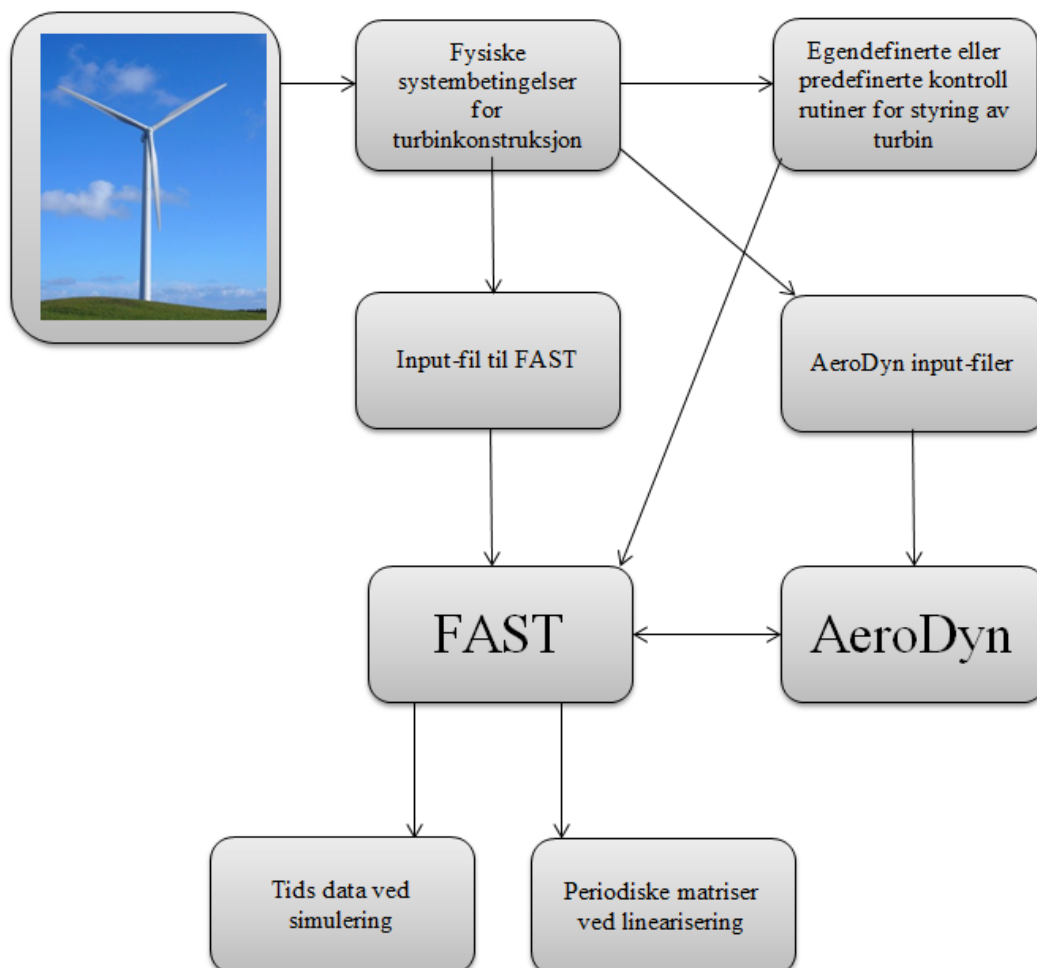 Fysiske
systembetingelser
for
turbinkonstruksjon
Egendefinerte eller
predefinerte kontroll
rutiner for styring av
turbin
Input-fil til FAST
AeroDyn input-filer
FAST
AeroDyn
Tids data ved
simulering
Periodiske matriser
ved linearisering